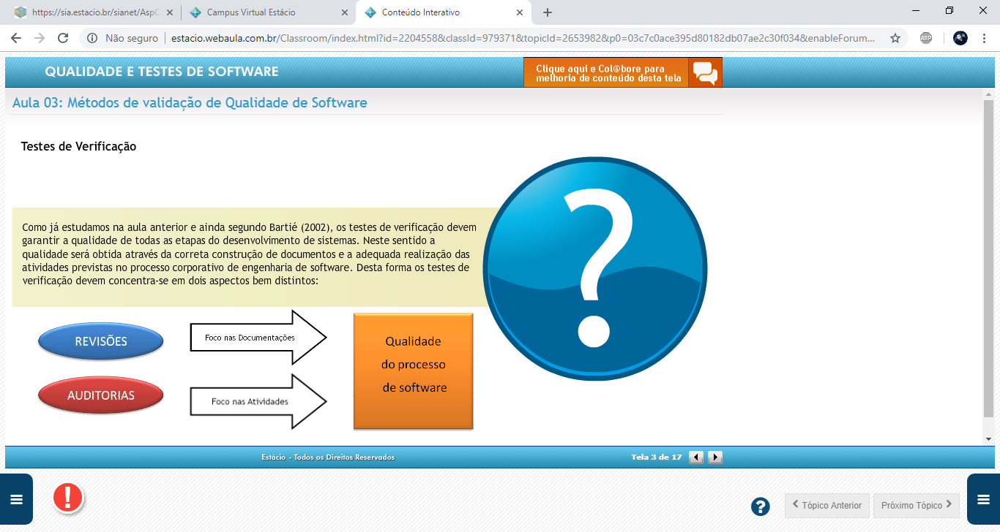 https://sia.estacio.br/sianet/AspC
Campus Virtual Estácio
Conteúdo Interativo
Não seguro
estacio.webaula.com.br/Classroom/index.html?id=2204558&classId=979371&topicId=2653982&p0=03c7c0ace395d80182db07ae2c30f034&enableForum...
ABP
QUALIDADE E TESTES DE SOFTWARE
Clique aqui e Col@bore para
melhoria de conteúdo desta tela
Aula 03: Métodos de validação de Qualidade de Software
Testes de Verificação
Como já estudamos na aula anterior e ainda segundo Bartié (2002), os testes de verificação devem
garantir a qualidade de todas as etapas do desenvolvimento de sistemas. Neste sentido a
qualidade será obtida através da correta construção de documentos e a adequada realização das
atividades previstas no processo corporativo de engenharia de software. Desta forma os testes de
verificação devem concentra-se em dois aspectos bem distintos:
?
REVISÕES
Foco nas Documentações
AUDITORIAS
Foco nas Atividades
Qualidade
do processo
de software
Estácio - Todos os Direitos Reservados
Tela 3 de 17
!
?
Tópico Anterior
Próximo Tópico